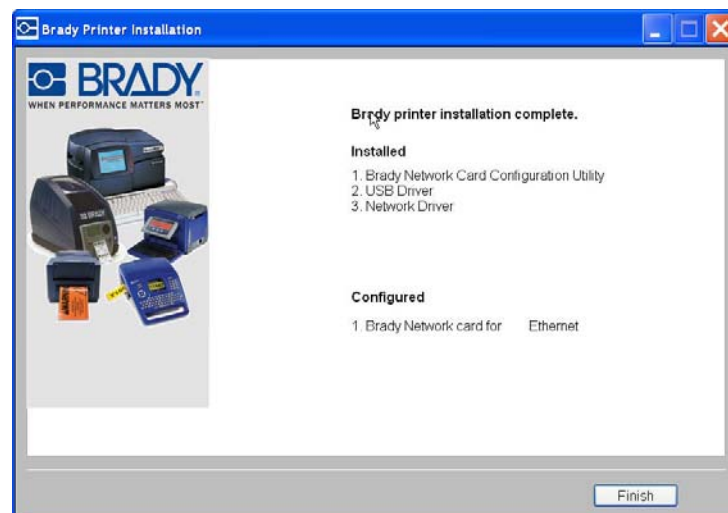 Brady Printer Installation
BRADY
WHEN PERFORMANCE MATTERS MOST
Brady printer installation complete.
Installed
1. Brady Network Card Configuration Utility
2. USB Driver
3. Network Driver
Configured
1. Brady Network card for Ethernet
Finish